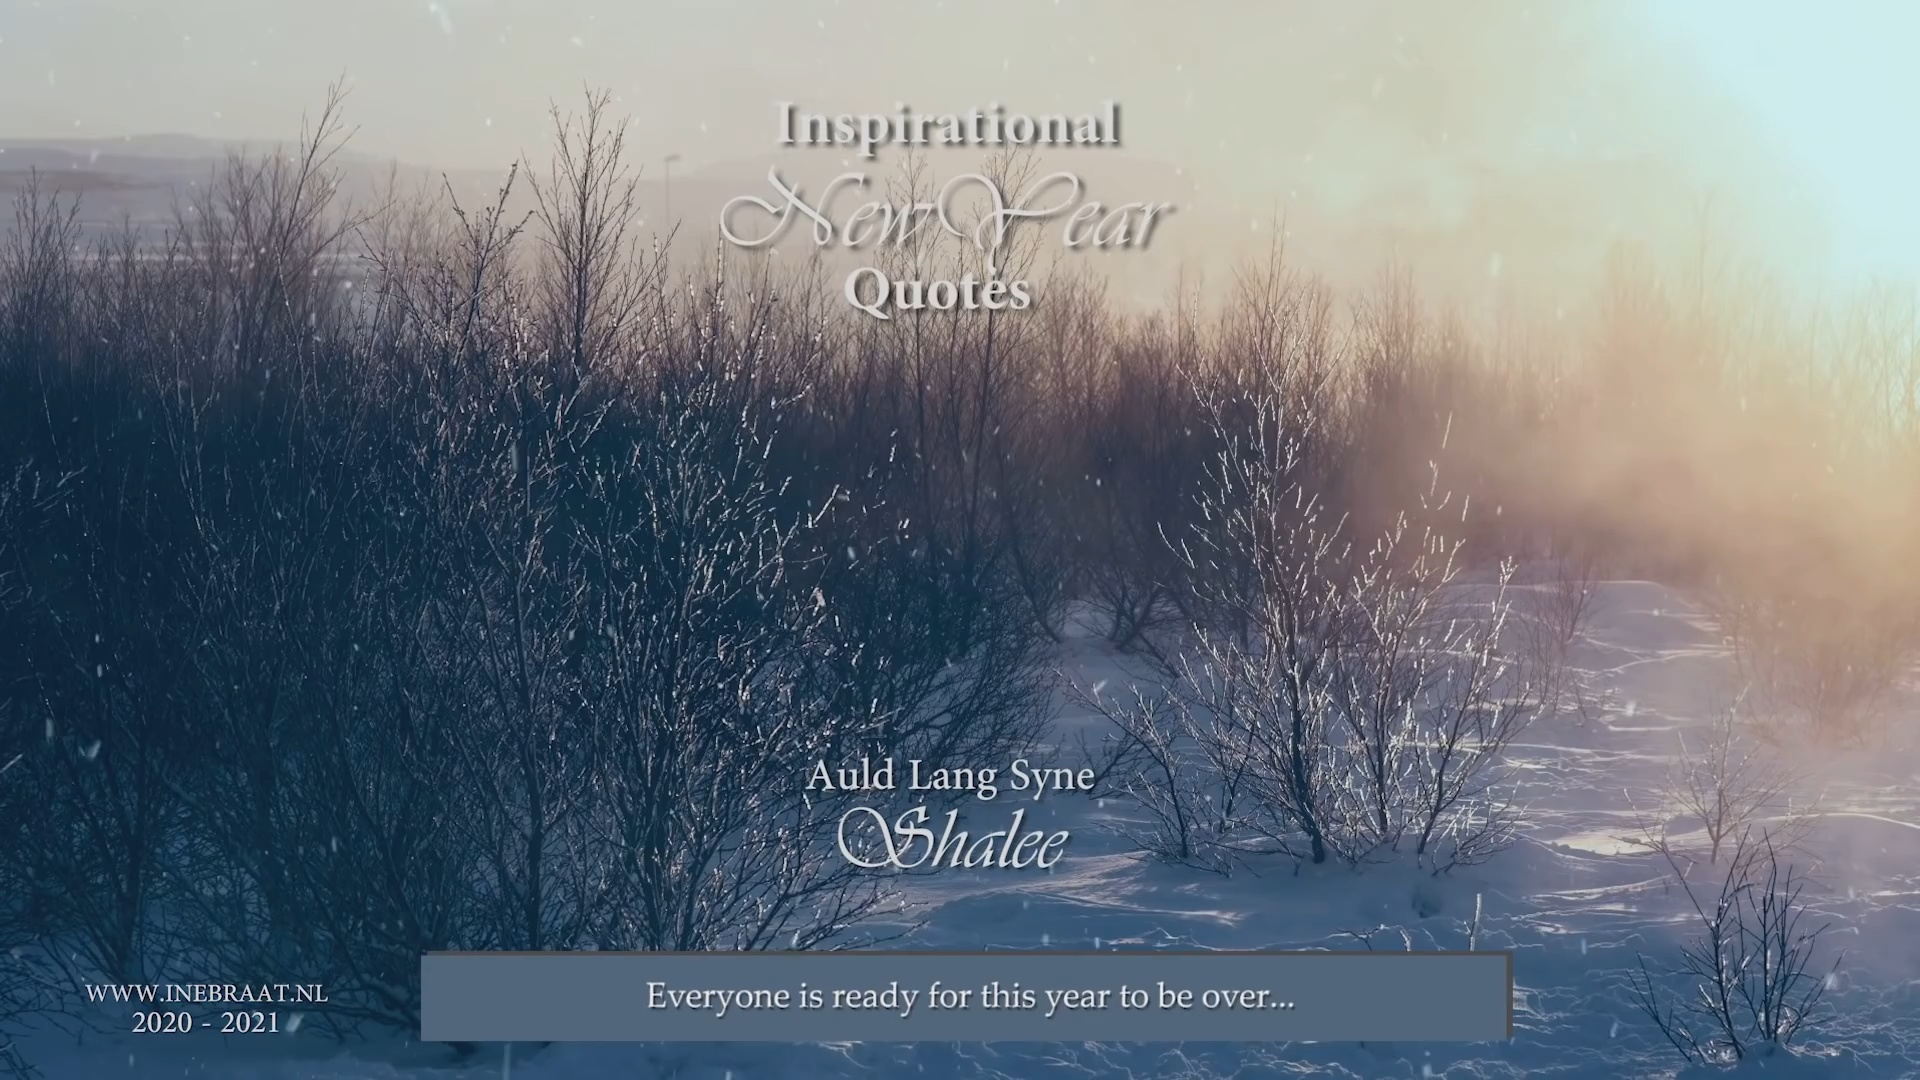 Inspirational
New Year
Quotes
Auld Lang Syne
Shalee
WWW.INEBRAAT.NL
2020 - 2021
Everyone is ready for this year to be over...